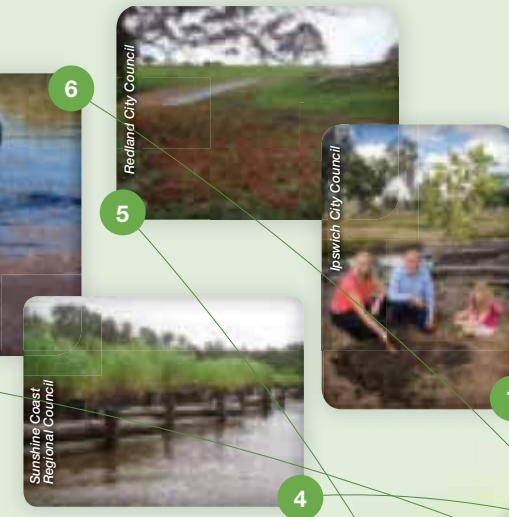 6
Redland City Council
Ipswich City Council
5
Sunshine Coast
Regional Council
4